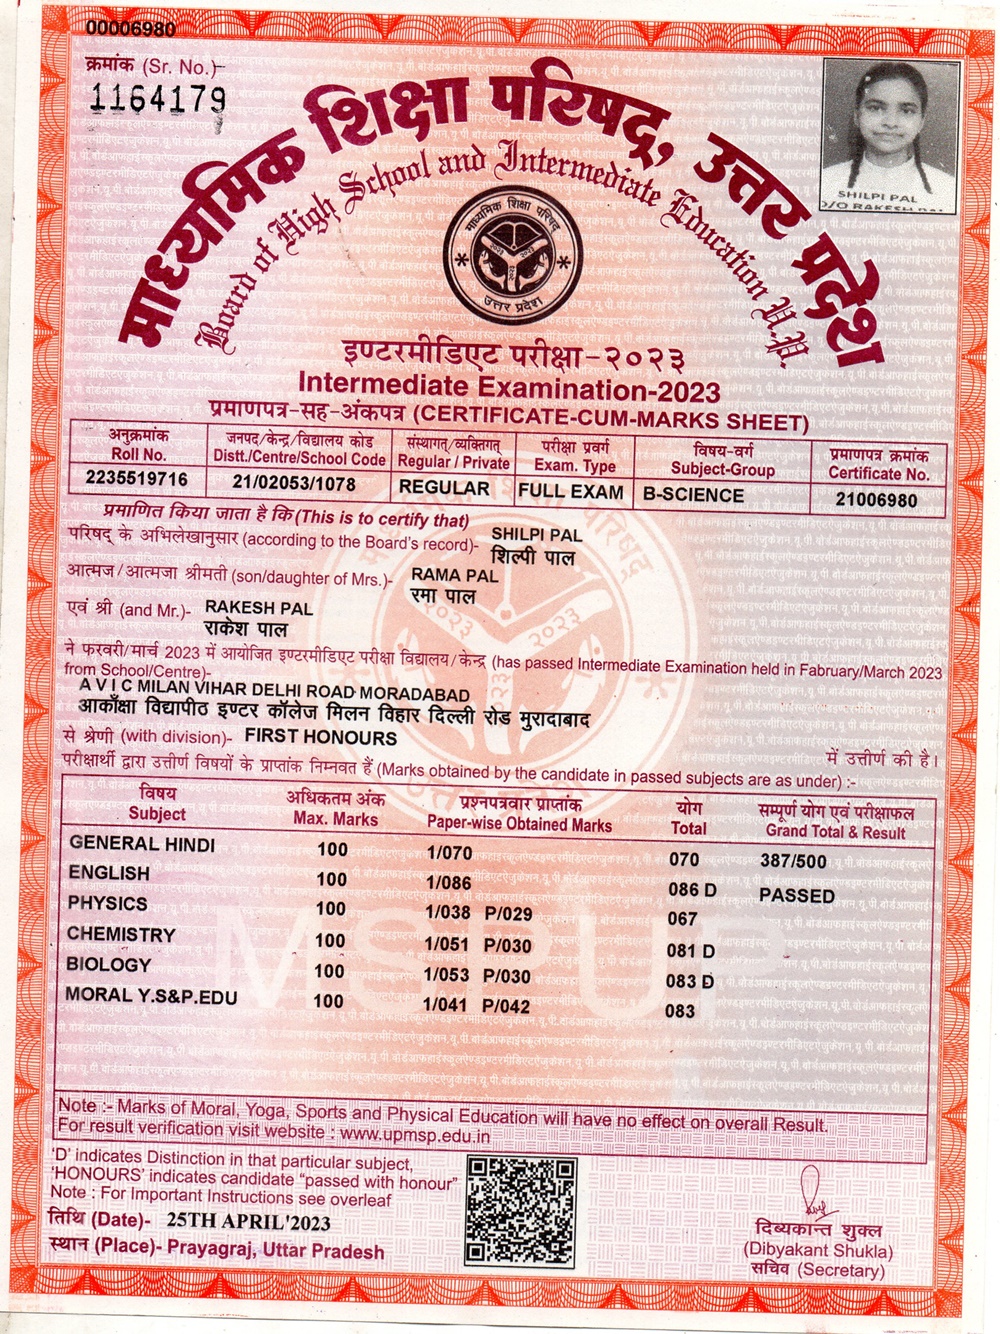 00006980
क्रमांक (Sr. No.)-
1164179
माध्यमिक शिक्षा परिषद्, उत्तर प्रदेश
Board of High School and Intermediate Education U.P.
SHILPI PAL
D/O RAKESH PAL
माध्यमिक शिक्षा परिषद
उत्तर प्रदेश
इण्टरमीडिएट परीक्षा-२०२३
Intermediate Examination-2023
प्रमाणपत्र-सह-अंकपत्र (CERTIFICATE-CUM-MARKS SHEET)
अनुक्रमांक जनपद/केन्द्र/विद्यालय कोड संस्थागत्/व्यक्तिगत् परीक्षा प्रवर्ग विषय-वर्ग प्रमाणपत्र क्रमांक
Roll No. Distt./Centre/School Code Regular / Private Exam. Type Subject-Group Certificate No.
2235519716 21/02053/1078 REGULAR FULL EXAM B-SCIENCE 21006980
प्रमाणित किया जाता है कि (This is to certify that)
परिषद् के अभिलेखानुसार (according to the Board's record)- SHILPI PAL
शिल्पी पाल
आत्मज/आत्मजा श्रीमती (son/daughter of Mrs.)- RAMA PAL
रमा पाल
एवं श्री (and Mr.)- RAKESH PAL
राकेश पाल
ने फरवरी/मार्च 2023 में आयोजित इण्टरमीडिएट परीक्षा विद्यालय/केन्द्र (has passed Intermediate Examination held in Fabruary/March 2023
from School/Centre)-
A V I C MILAN VIHAR DELHI ROAD MORADABAD
आकाँक्षा विद्यापीठ इण्टर कॉलेज मिलन विहार दिल्ली रोड मुरादाबाद
से श्रेणी (with division)- FIRST HONOURS में उत्तीर्ण की है।
परीक्षार्थी द्वारा उत्तीर्ण विषयों के प्राप्तांक निम्नवत हैं (Marks obtained by the candidate in passed subjects are as under) :-
विषय अधिकतम अंक प्रश्नपत्रवार प्राप्तांक योग सम्पूर्ण योग एवं परीक्षाफल
Subject Max. Marks Paper-wise Obtained Marks Total Grand Total & Result
GENERAL HINDI 100 1/070 070 387/500
ENGLISH 100 1/086 086 D PASSED
PHYSICS 100 1/038 P/029 067
CHEMISTRY 100 1/051 P/030 081 D
BIOLOGY 100 1/053 P/030 083 D
MORAL Y.S&P.EDU 100 1/041 P/042 083
MSPUP
Note :- Marks of Moral, Yoga, Sports and Physical Education will have no effect on overall Result.
For result verification visit website : www.upmsp.edu.in
'D' indicates Distinction in that particular subject,
'HONOURS' indicates candidate "passed with honour"
Note : For Important Instructions see overleaf
तिथि (Date)- 25TH APRIL'2023
स्थान (Place)- Prayagraj, Uttar Pradesh
दिब्यकान्त शुक्ल
(Dibyakant Shukla)
सचिव (Secretary)